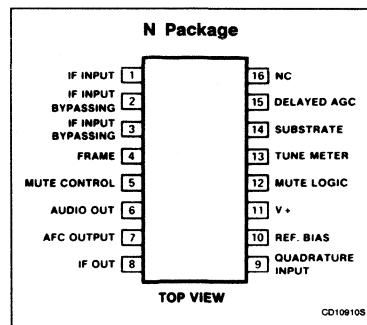 N Package
IF INPUT 1
IF INPUT
BYPASSING 2
IF INPUT
BYPASSING 3
FRAME 4
MUTE CONTROL 5
AUDIO OUT 6
AFC OUTPUT 7
IF OUT 8
16 NC
15 DELAYED AGC
14 SUBSTRATE
13 TUNE METER
12 MUTE LOGIC
11 V +
10 REF. BIAS
9 QUADRATURE
INPUT
TOP VIEW
CD10910S